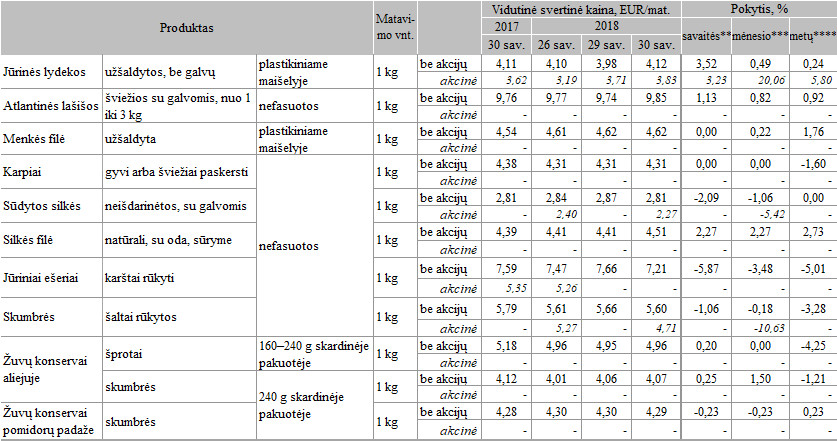 Produktas Matavi- Vidutinė svertinė kaina, EUR/mat. Pokytis, %
mo vnt. 2017 2018 savaitės** mėnesio*** metų****
30 sav. 26 sav. 29 sav. 30 sav.
Jūrinės lydekos užšaldytos, be galvų plastikiniame maišelyje 1 kg be akcijų 4,11 4,10 3,98 4,12 3,52 0,49 0,24
akcinė 3,62 3,19 3,71 3,83 3,23 20,06 5,80
Atlantinės lašišos šviežios su galvomis, nuo 1 iki 3 kg nefasuotos 1 kg be akcijų 9,76 9,77 9,74 9,85 1,13 0,82 0,92
akcinė - - - - - - -
Menkės filė užšaldyta plastikiniame maišelyje 1 kg be akcijų 4,54 4,61 4,62 4,62 0,00 0,22 1,76
akcinė - - - - - - -
Karpiai gyvi arba šviežiai paskersti nefasuotos 1 kg be akcijų 4,38 4,31 4,31 4,31 0,00 0,00 -1,60
akcinė - - - - - - -
Sūdytos silkės neišdarinėtos, su galvomis 1 kg be akcijų 2,81 2,84 2,87 2,81 -2,09 -1,06 0,00
akcinė - 2,40 - 2,27 - -5,42 -
Silkės filė natūrali, su oda, sūryme 1 kg be akcijų 4,39 4,41 4,41 4,51 2,27 2,27 2,73
akcinė - - - - - - -
Jūriniai ešeriai karštai rūkyti 1 kg be akcijų 7,59 7,47 7,66 7,21 -5,87 -3,48 -5,01
akcinė 5,35 5,26 - - - - -
Skumbrės šaltai rūkytos 1 kg be akcijų 5,79 5,61 5,66 5,60 -1,06 -0,18 -3,28
akcinė - 5,27 - 4,71 - -10,63 -
Žuvų konservai aliejuje šprotai 160–240 g skardinėje pakuotėje 1 kg be akcijų 5,18 4,96 4,95 4,96 0,20 0,00 -4,25
akcinė - - - - - - -
skumbrės 240 g skardinėje pakuotėje 1 kg be akcijų 4,12 4,01 4,06 4,07 0,25 1,50 -1,21
akcinė - - - - - - -
Žuvų konservai pomidorų padaže skumbrės 1 kg be akcijų 4,28 4,30 4,30 4,29 -0,23 -0,23 0,23
akcinė - - - - - - -